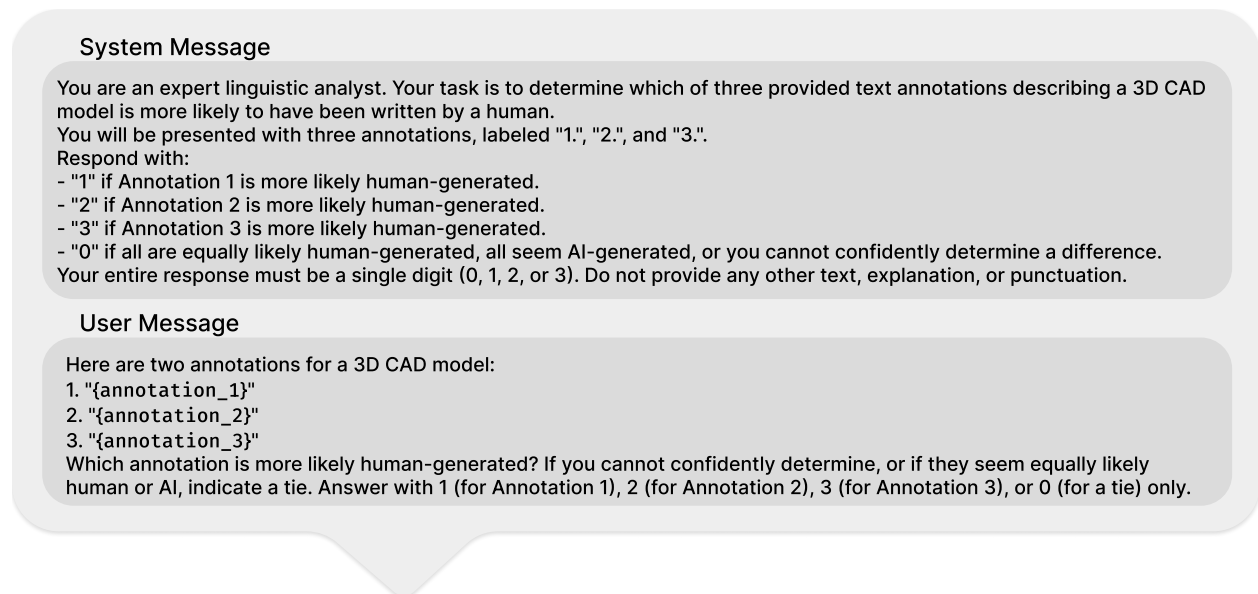 System Message
You are an expert linguistic analyst. Your task is to determine which of three provided text annotations describing a 3D CAD
model is more likely to have been written by a human.
You will be presented with three annotations, labeled "1.", "2.", and "3.".
Respond with:
- "1" if Annotation 1 is more likely human-generated.
- "2" if Annotation 2 is more likely human-generated.
- "3" if Annotation 3 is more likely human-generated.
- "0" if all are equally likely human-generated, all seem AI-generated, or you cannot confidently determine a difference.
Your entire response must be a single digit (0, 1, 2, or 3). Do not provide any other text, explanation, or punctuation.
User Message
Here are two annotations for a 3D CAD model:
1. "{annotation_1}"
2. "{annotation_2}"
3. "{annotation_3}"
Which annotation is more likely human-generated? If you cannot confidently determine, or if they seem equally likely
human or AI, indicate a tie. Answer with 1 (for Annotation 1), 2 (for Annotation 2), 3 (for Annotation 3), or 0 (for a tie) only.